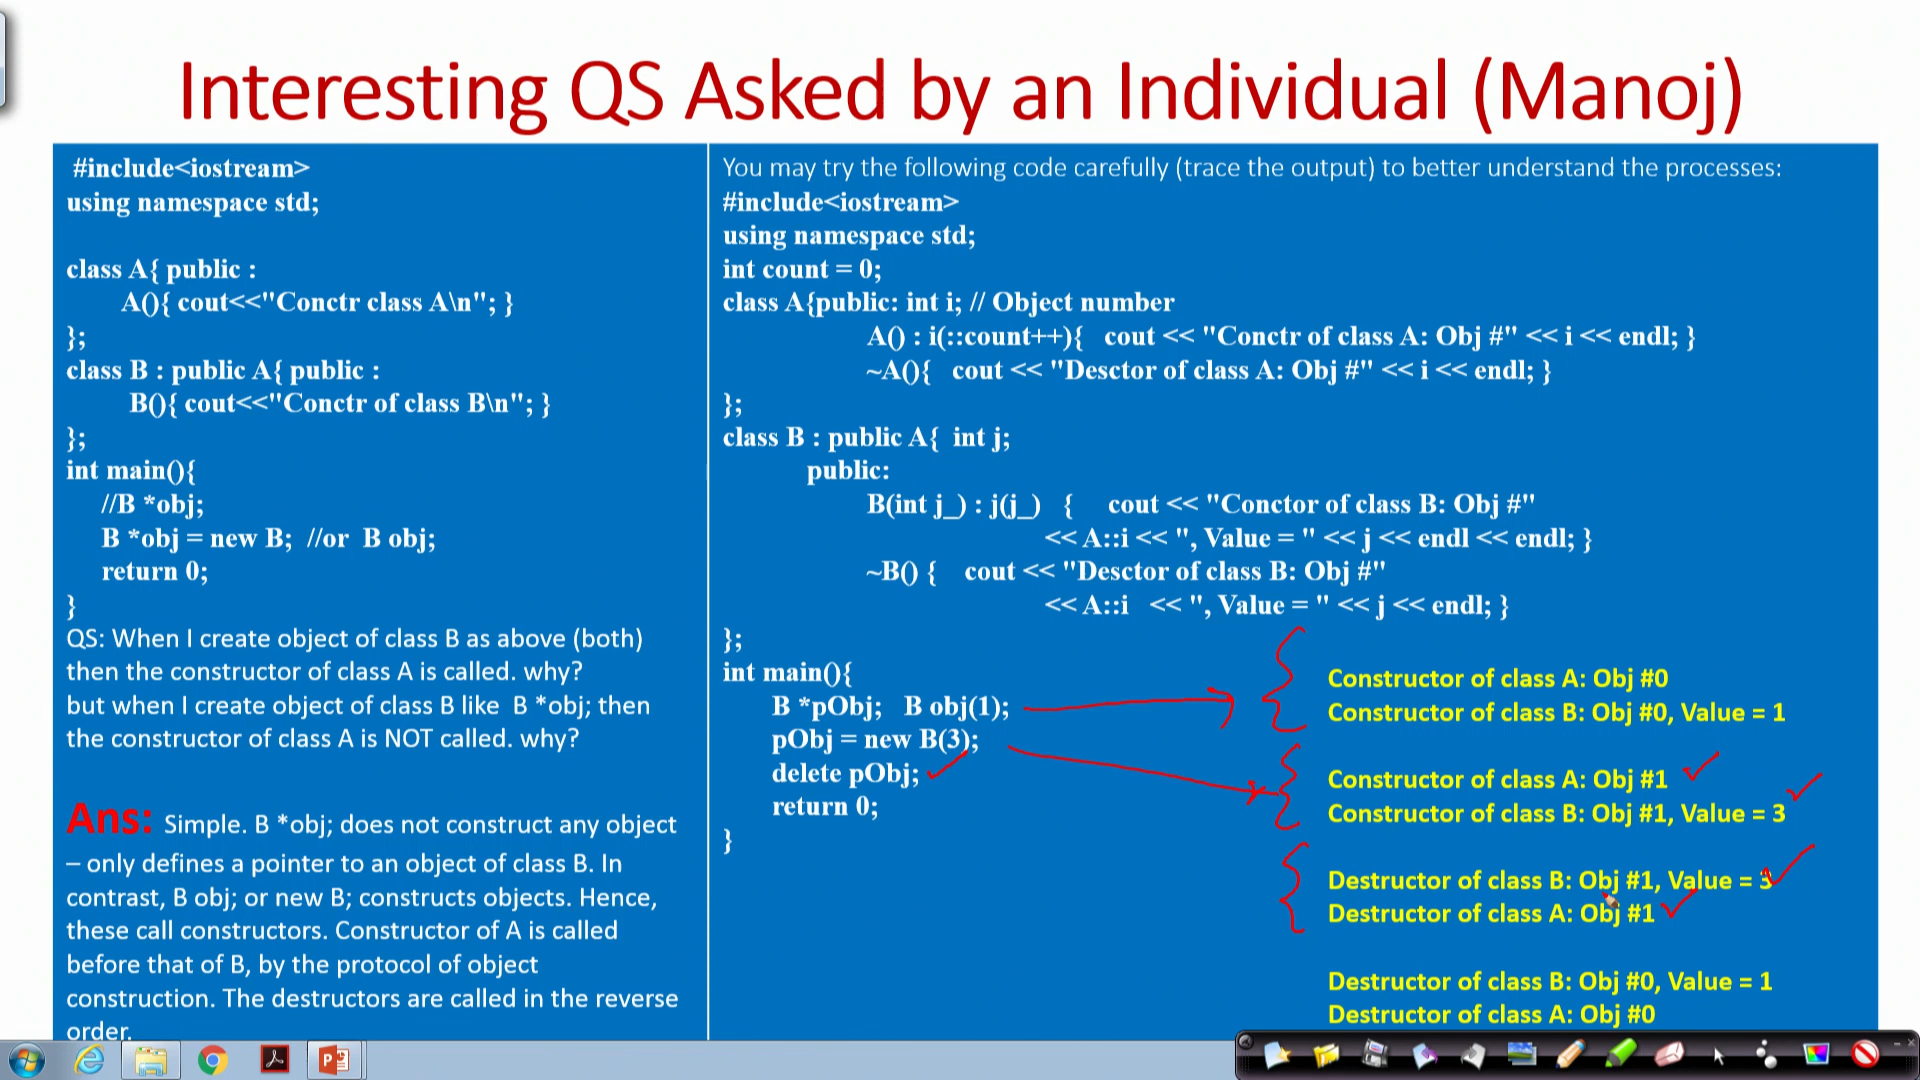 Interesting QS Asked by an Individual (Manoj)
#include<iostream>
using namespace std;
class A{ public :
A(){ cout<<"Conctr class A\n"; }
};
class B : public A{ public :
B(){ cout<<"Conctr of class B\n"; }
};
int main(){
//B *obj;
B *obj = new B;  //or  B obj;
return 0;
}
QS: When I create object of class B as above (both)
then the constructor of class A is called. why?
but when I create object of class B like  B *obj; then
the constructor of class A is NOT called. why?
Ans: Simple. B *obj; does not construct any object
– only defines a pointer to an object of class B. In
contrast, B obj; or new B; constructs objects. Hence,
these call constructors. Constructor of A is called
before that of B, by the protocol of object
construction. The destructors are called in the reverse
order.
You may try the following code carefully (trace the output) to better understand the processes:
#include<iostream>
using namespace std;
int count = 0;
class A{public: int i; // Object number
A() : i(::count++){   cout << "Conctr of class A: Obj #" << i << endl; }
~A(){   cout << "Desctor of class A: Obj #" << i << endl; }
};
class B : public A{  int j;
public:
B(int j_) : j(j_)   {    cout << "Conctor of class B: Obj #"
<< A::i << ", Value = " << j << endl << endl; }
~B() {   cout << "Desctor of class B: Obj #"
<< A::i   << ", Value = " << j << endl; }
};
int main(){
B *pObj;   B obj(1);
pObj = new B(3);
delete pObj;
return 0;
}
Constructor of class A: Obj #0
Constructor of class B: Obj #0, Value = 1
Constructor of class A: Obj #1
Constructor of class B: Obj #1, Value = 3
Destructor of class B: Obj #1, Value = 3
Destructor of class A: Obj #1
Destructor of class B: Obj #0, Value = 1
Destructor of class A: Obj #0